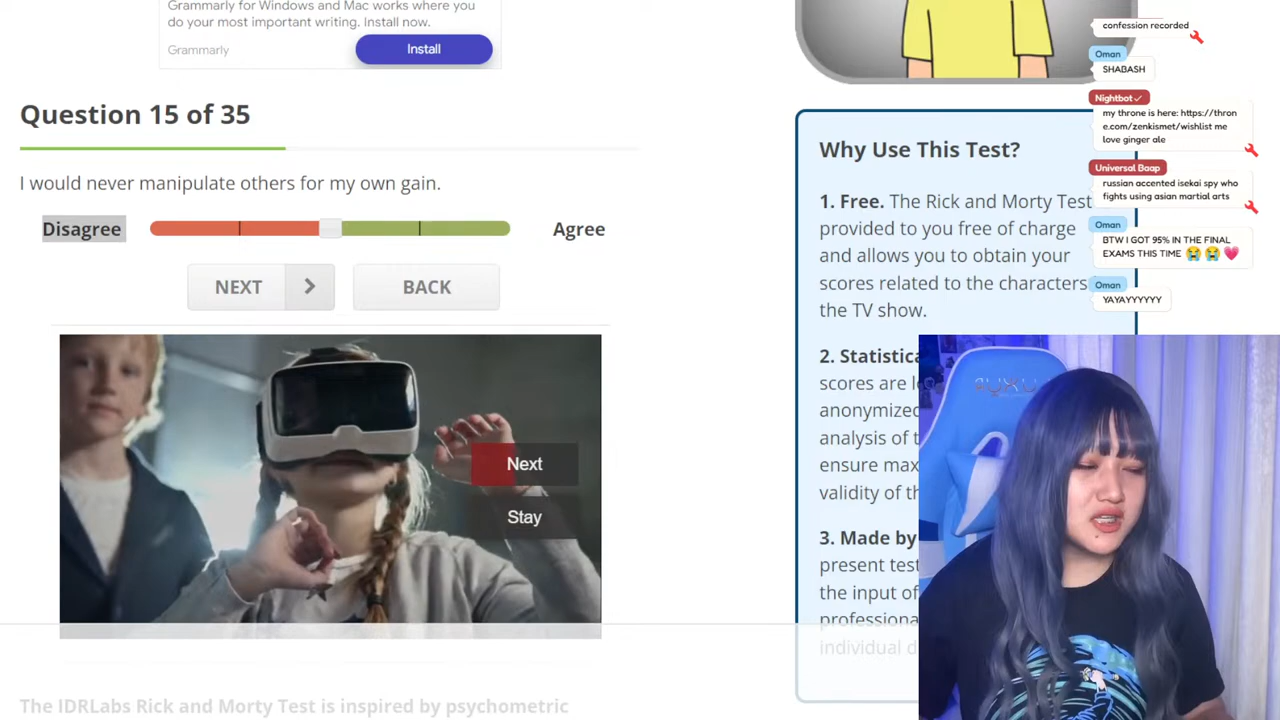 Grammarly for Windows and Mac works where you
do your most important writing. Install now.
Grammarly
Install
Question 15 of 35
I would never manipulate others for my own gain.
Disagree
Agree
NEXT
BACK
Next
Stay
The IDRLabs Rick and Morty Test is inspired by psychometric
Why Use This Test?
1. Free. The Rick and Morty Test
provided to you free of charge
and allows you to obtain your
scores related to the characters
the TV show.
2. Statistica
scores are
anonymized
analysis of
ensure max
validity of th
3. Made by
present test
the input of
professiona
individual d
confession recorded
Oman
SHABASH
Nightbot
my throne is here: https://thron
e.com/zenkismet/wishlist me
love ginger ale
Universal Baap
russian accented isekai spy who
fights using asian martial arts
Oman
BTW I GOT 95% IN THE FINAL
EXAMS THIS TIME 😭 😭 💗
Oman
YAYAYYYYYY